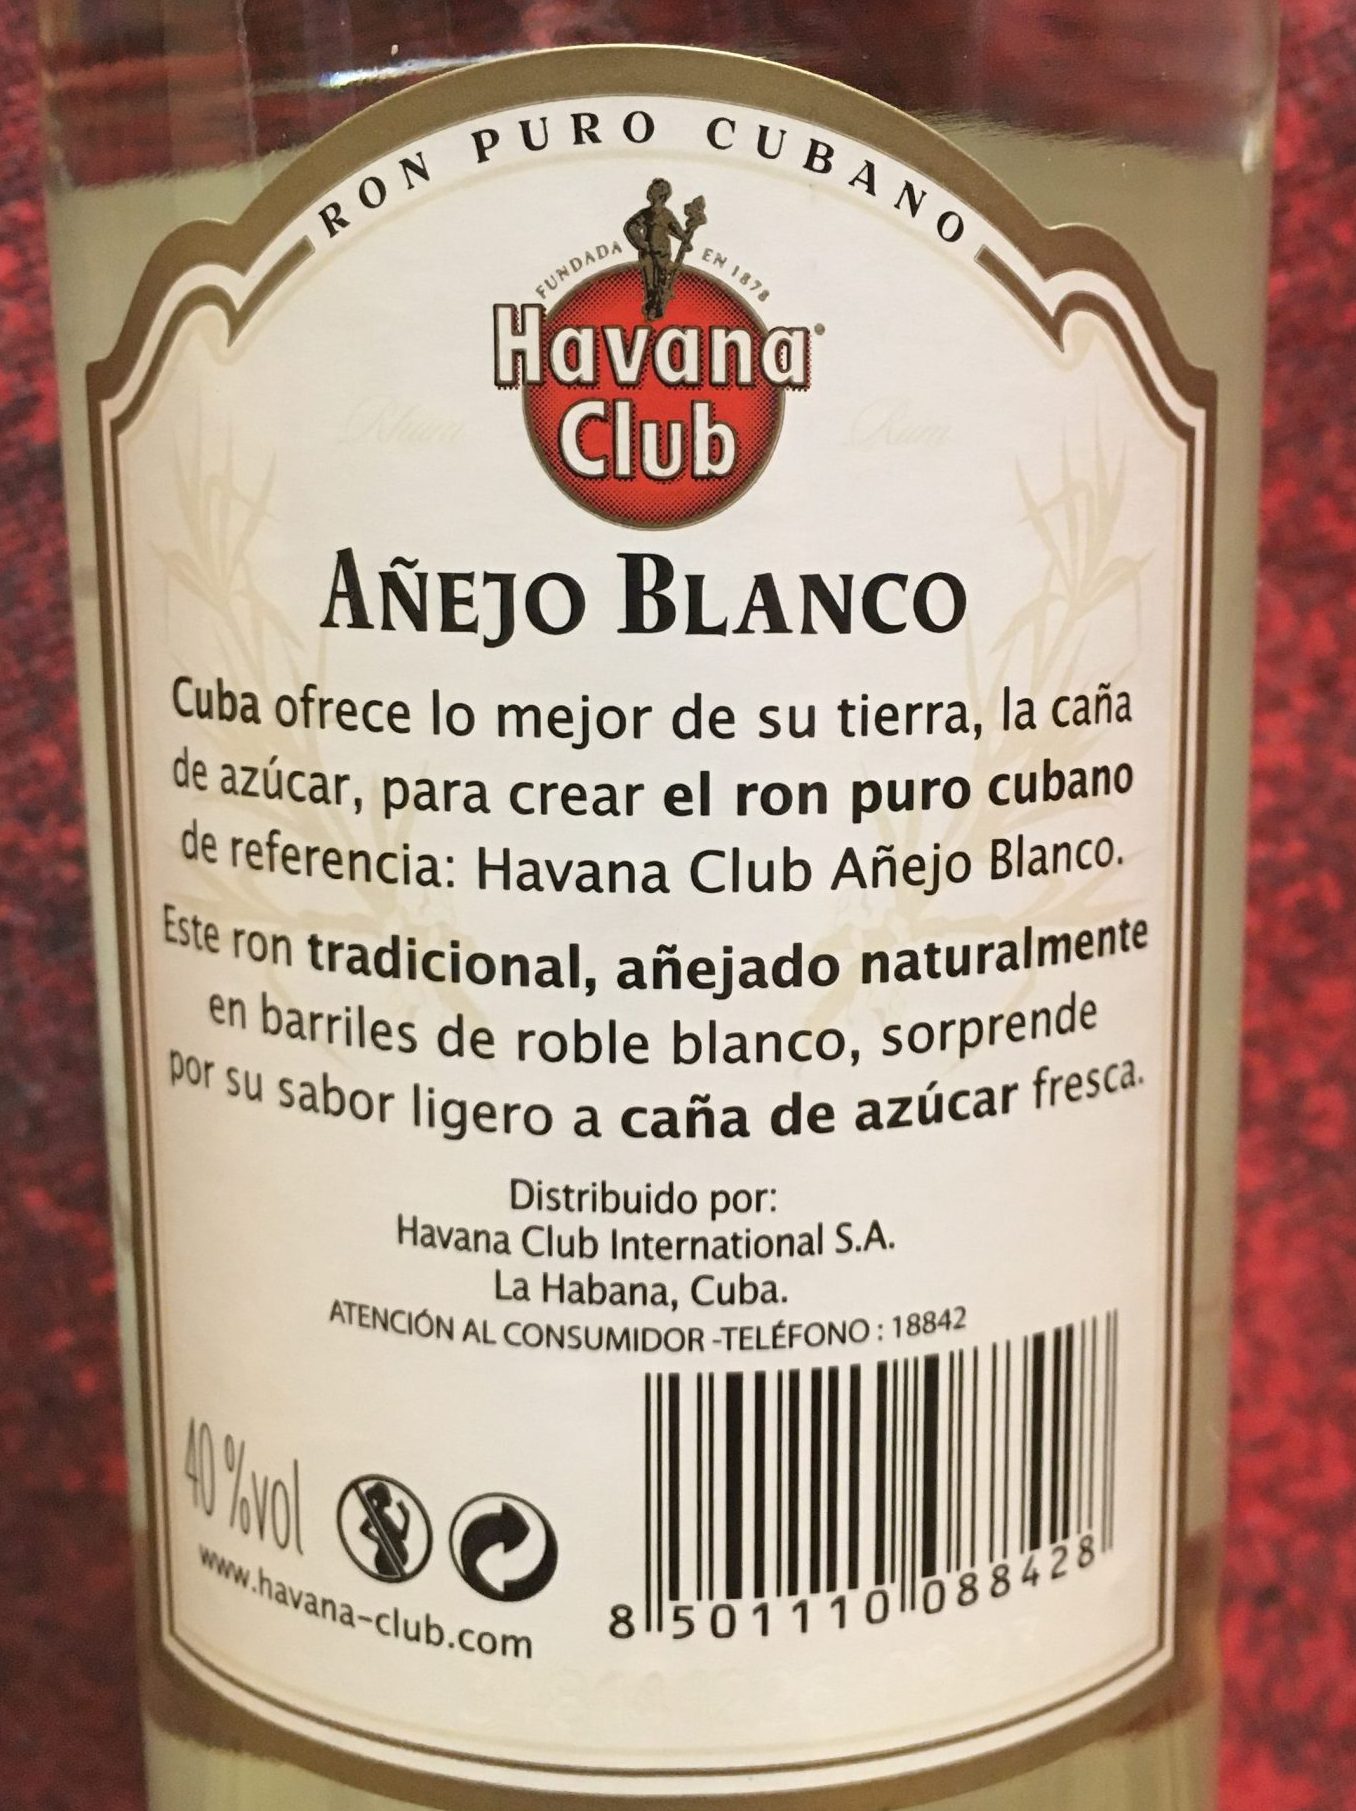 RON PURO CUBANO
FUNDADA EN 1878
Havana
Club
Rhum Rum
AÑEJO BLANCO
Cuba ofrece lo mejor de su tierra, la caña
de azúcar, para crear el ron puro cubano
de referencia: Havana Club Añejo Blanco.
Este ron tradicional, añejado naturalmente
en barriles de roble blanco, sorprende
por su sabor ligero a caña de azúcar fresca.
Distribuido por:
Havana Club International S.A.
La Habana, Cuba.
ATENCIÓN AL CONSUMIDOR -TELÉFONO : 18842
40 %vol
www.havana-club.com
8 501110 088428